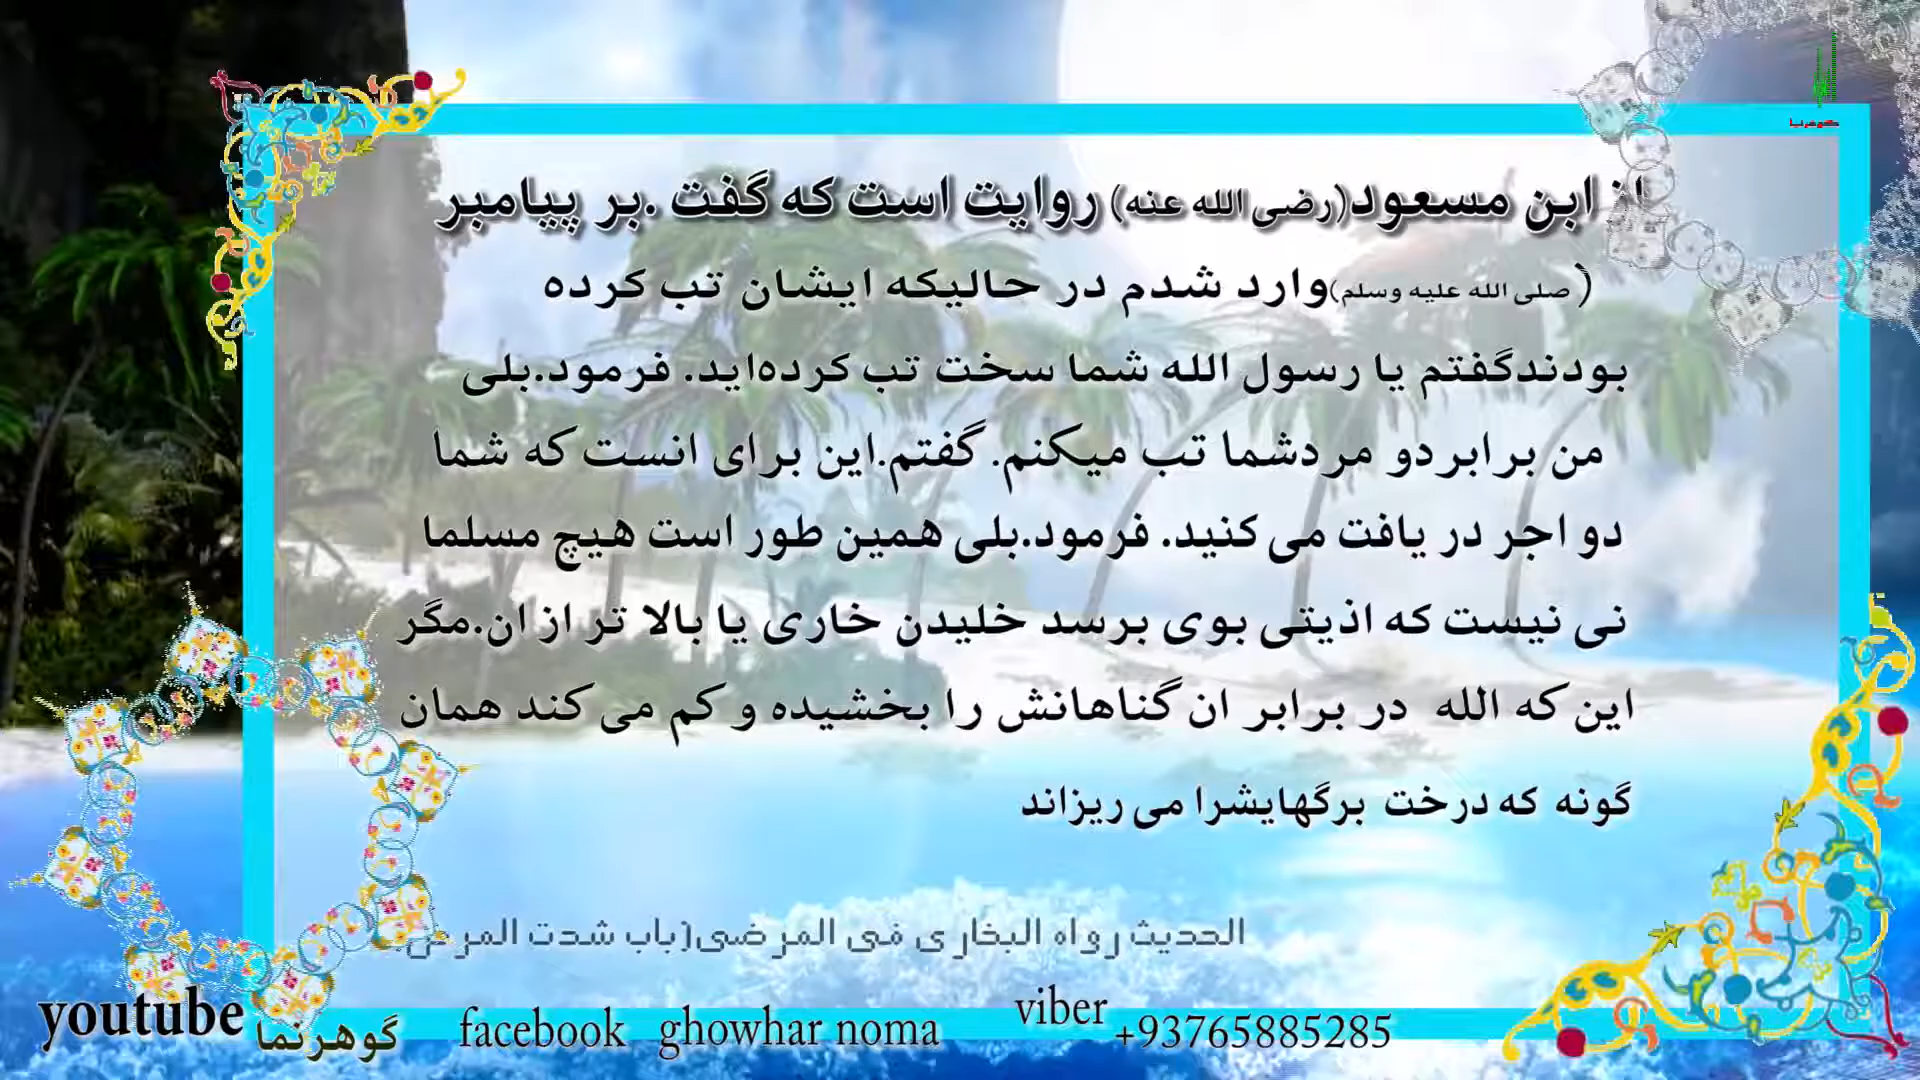 گوهرنما
از ابن مسعود(رضی الله عنه) روایت است که گفت .بر پیامبر
( صلی الله علیه وسلم)وارد شدم در حالیکه ایشان تب کرده
بودندگفتم یا رسول الله شما سخت تب کرده‌اید. فرمود.بلی
من برابردو مردشما تب میکنم. گفتم.این برای انست که شما
دو اجر در یافت می کنید. فرمود.بلی همین طور است هیچ مسلما
نی نیست که اذیتی بوی برسد خلیدن خاری یا بالا تر از ان.مگر
این که الله در برابر ان گناهانش را بخشیده و کم می کند همان
گونه که درخت برگهایشرا می ریزاند
الحدیث رواه البخاری فی المرضی(باب شدت المرض)
youtube گوهرنما facebook ghowhar noma viber +93765885285